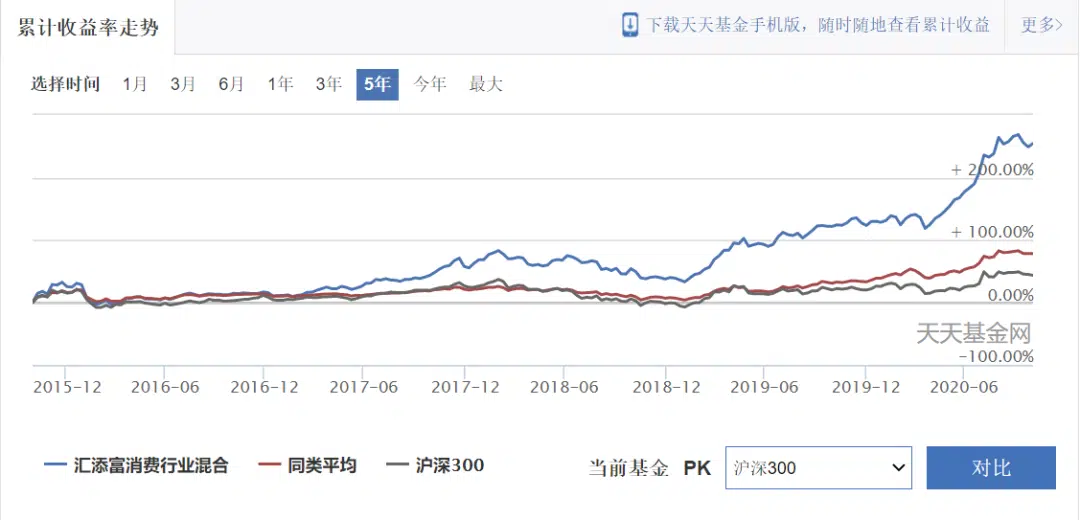 累计收益率走势
下载天天基金手机版，随时随地查看累计收益
更多>
选择时间 1月 3月 6月 1年 3年 5年 今年 最大
+ 200.00%
+ 100.00%
0.00%
天天基金网
-100.00%
2015-12 2016-06 2016-12 2017-06 2017-12 2018-06 2018-12 2019-06 2019-12 2020-06
汇添富消费行业混合 同类平均 沪深300
当前基金 PK 沪深300 对比